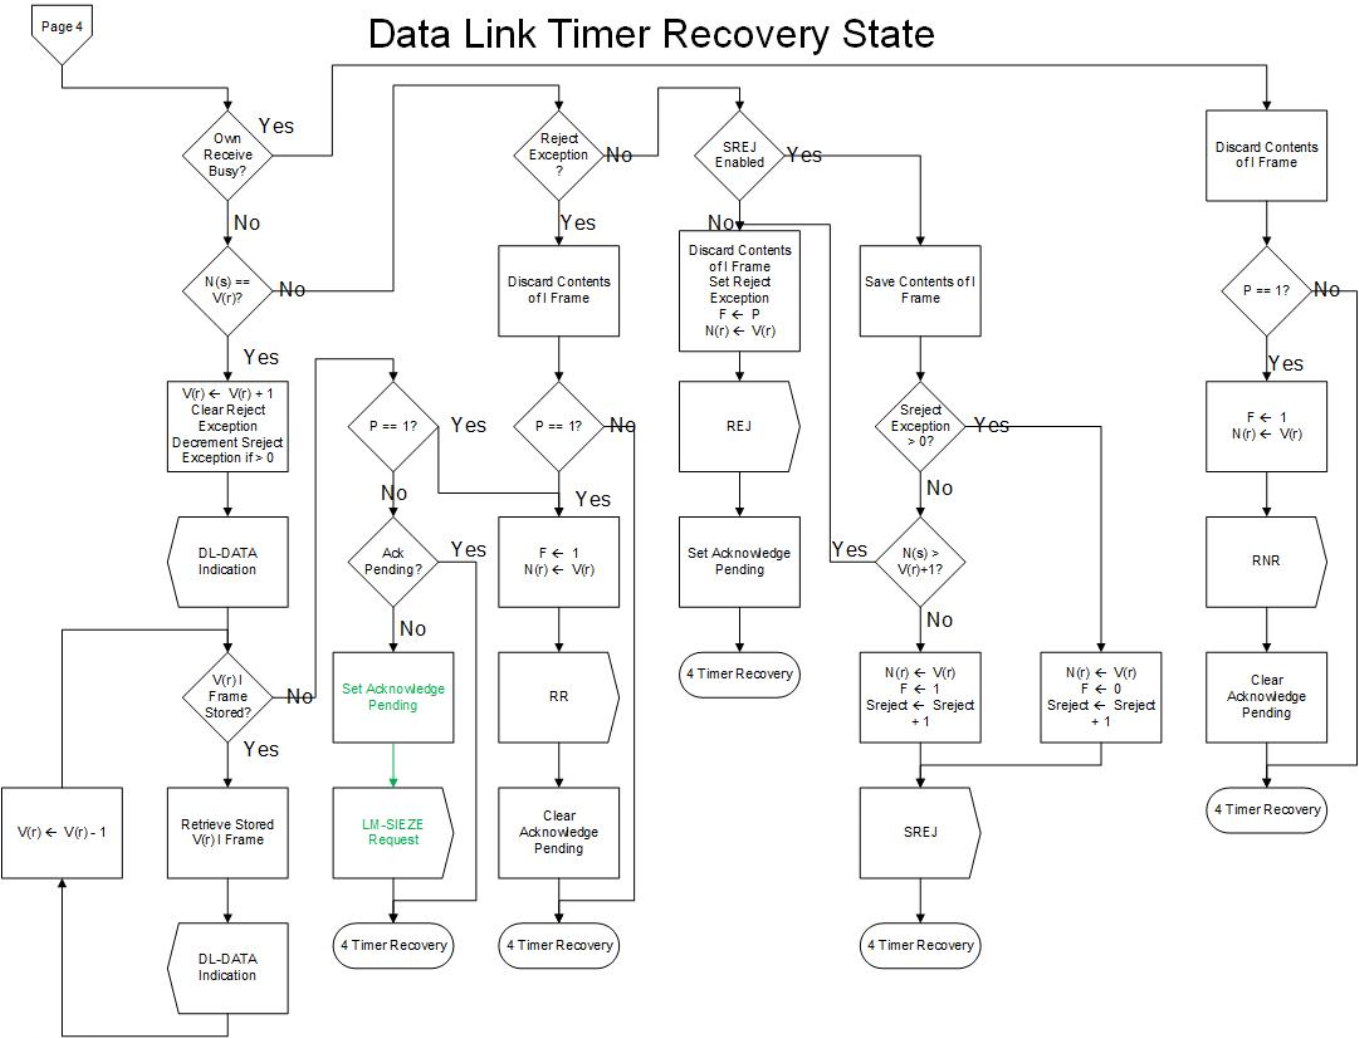 Page 4
Data Link Timer Recovery State
Own
Receive
Busy?
Yes
No
N(s) ==
V(r)?
No
Yes
V(r) ← V(r) + 1
Clear Reject
Exception
Decrement Sreject
Exception if > 0
DL-DATA
Indication
V(r) I
Frame
Stored?
No
Yes
V(r) ← V(r) - 1
Retrieve Stored
V(r) I Frame
DL-DATA
Indication
P == 1?
Yes
No
Ack
Pending?
Yes
No
Set Acknowledge
Pending
LM-SIEZE
Request
4 Timer Recovery
Reject
Exception
?
No
Yes
Discard Contents
of I Frame
P == 1?
No
Yes
F ← 1
N(r) ← V(r)
RR
Clear
Acknowledge
Pending
4 Timer Recovery
SREJ
Enabled
Yes
No
Discard Contents
of I Frame
Set Reject
Exception
F ← P
N(r) ← V(r)
REJ
Set Acknowledge
Pending
4 Timer Recovery
Save Contents of I
Frame
Sreject
Exception
> 0?
Yes
No
N(s) >
V(r)+1?
Yes
No
N(r) ← V(r)
F ← 1
Sreject ← Sreject
+ 1
N(r) ← V(r)
F ← 0
Sreject ← Sreject
+ 1
SREJ
4 Timer Recovery
Discard Contents
of I Frame
P == 1?
No
Yes
F ← 1
N(r) ← V(r)
RNR
Clear
Acknowledge
Pending
4 Timer Recovery